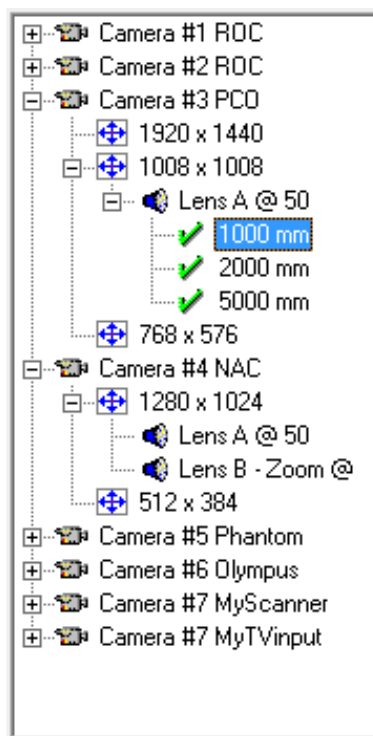 Camera #1 ROC
Camera #2 ROC
Camera #3 PCO
1920 x 1440
1008 x 1008
Lens A @ 50
1000 mm
2000 mm
5000 mm
768 x 576
Camera #4 NAC
1280 x 1024
Lens A @ 50
Lens B - Zoom @
512 x 384
Camera #5 Phantom
Camera #6 Olympus
Camera #7 MyScanner
Camera #7 MyTVinput